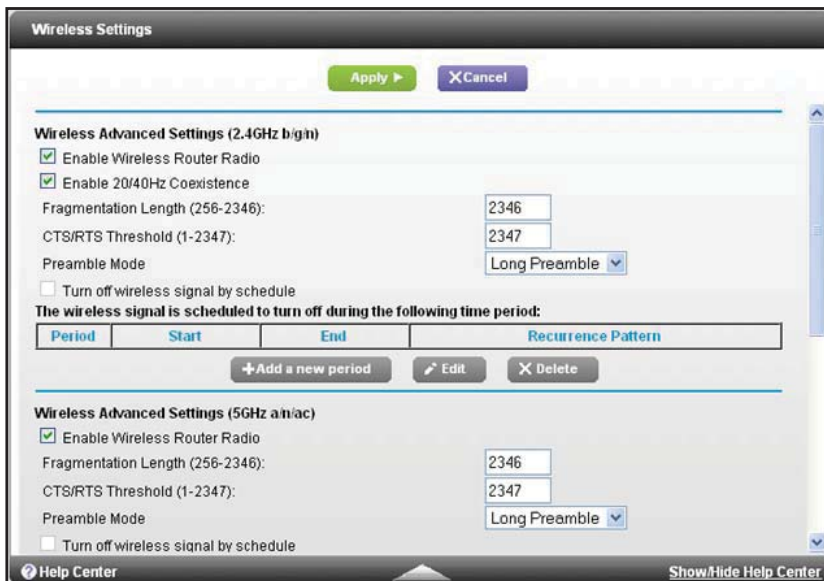 Wireless Settings
Apply
Cancel
Wireless Advanced Settings (2.4GHz b/g/n)
Enable Wireless Router Radio
Enable 20/40Hz Coexistence
Fragmentation Length (256-2346): 2346
CTS/RTS Threshold (1-2347): 2347
Preamble Mode Long Preamble
Turn off wireless signal by schedule
The wireless signal is scheduled to turn off during the following time period:
Period Start End Recurrence Pattern
+Add a new period Edit X Delete
Wireless Advanced Settings (5GHz a/n/ac)
Enable Wireless Router Radio
Fragmentation Length (256-2346): 2346
CTS/RTS Threshold (1-2347): 2347
Preamble Mode Long Preamble
Turn off wireless signal by schedule
Help Center Show/Hide Help Center